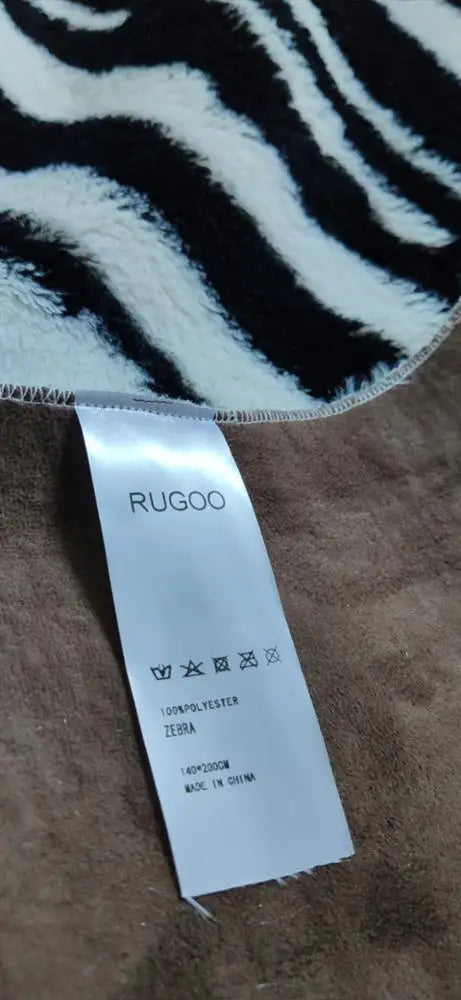 RUGOO
100%POLYESTER
ZEBRA
140*200CM
MADE IN CHINA